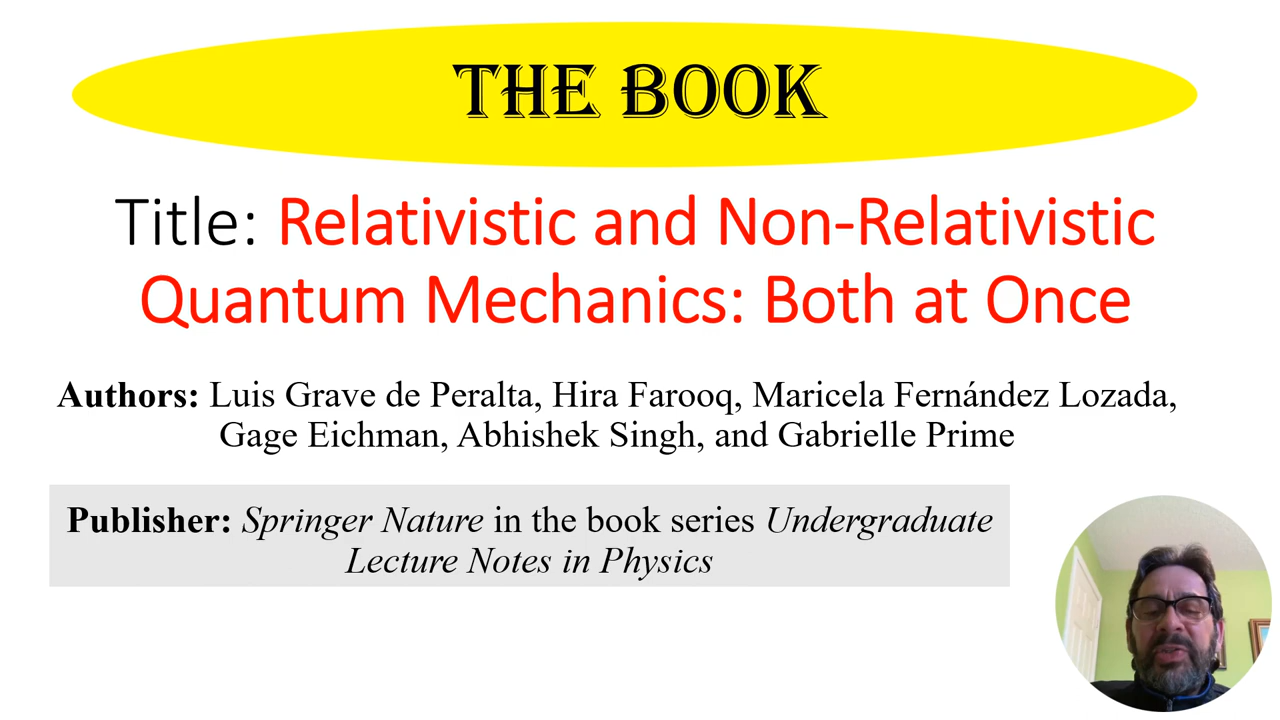 THE BOOK
Title: Relativistic and Non-Relativistic
Quantum Mechanics: Both at Once
Authors: Luis Grave de Peralta, Hira Farooq, Maricela Fernández Lozada,
Gage Eichman, Abhishek Singh, and Gabrielle Prime
Publisher: Springer Nature in the book series Undergraduate
Lecture Notes in Physics